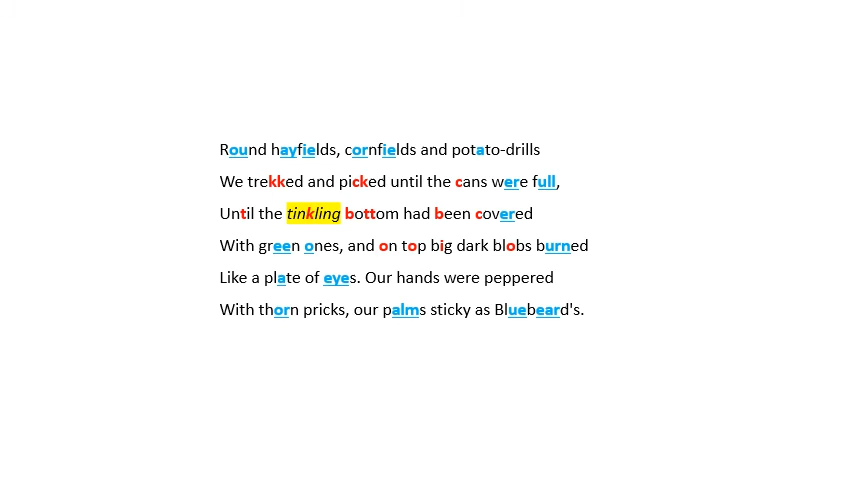 Round hayfields, cornfields and potato-drills
We trekked and picked until the cans were full,
Until the tinkling bottom had been covered
With green ones, and on top big dark blobs burned
Like a plate of eyes. Our hands were peppered
With thorn pricks, our palms sticky as Bluebeard's.